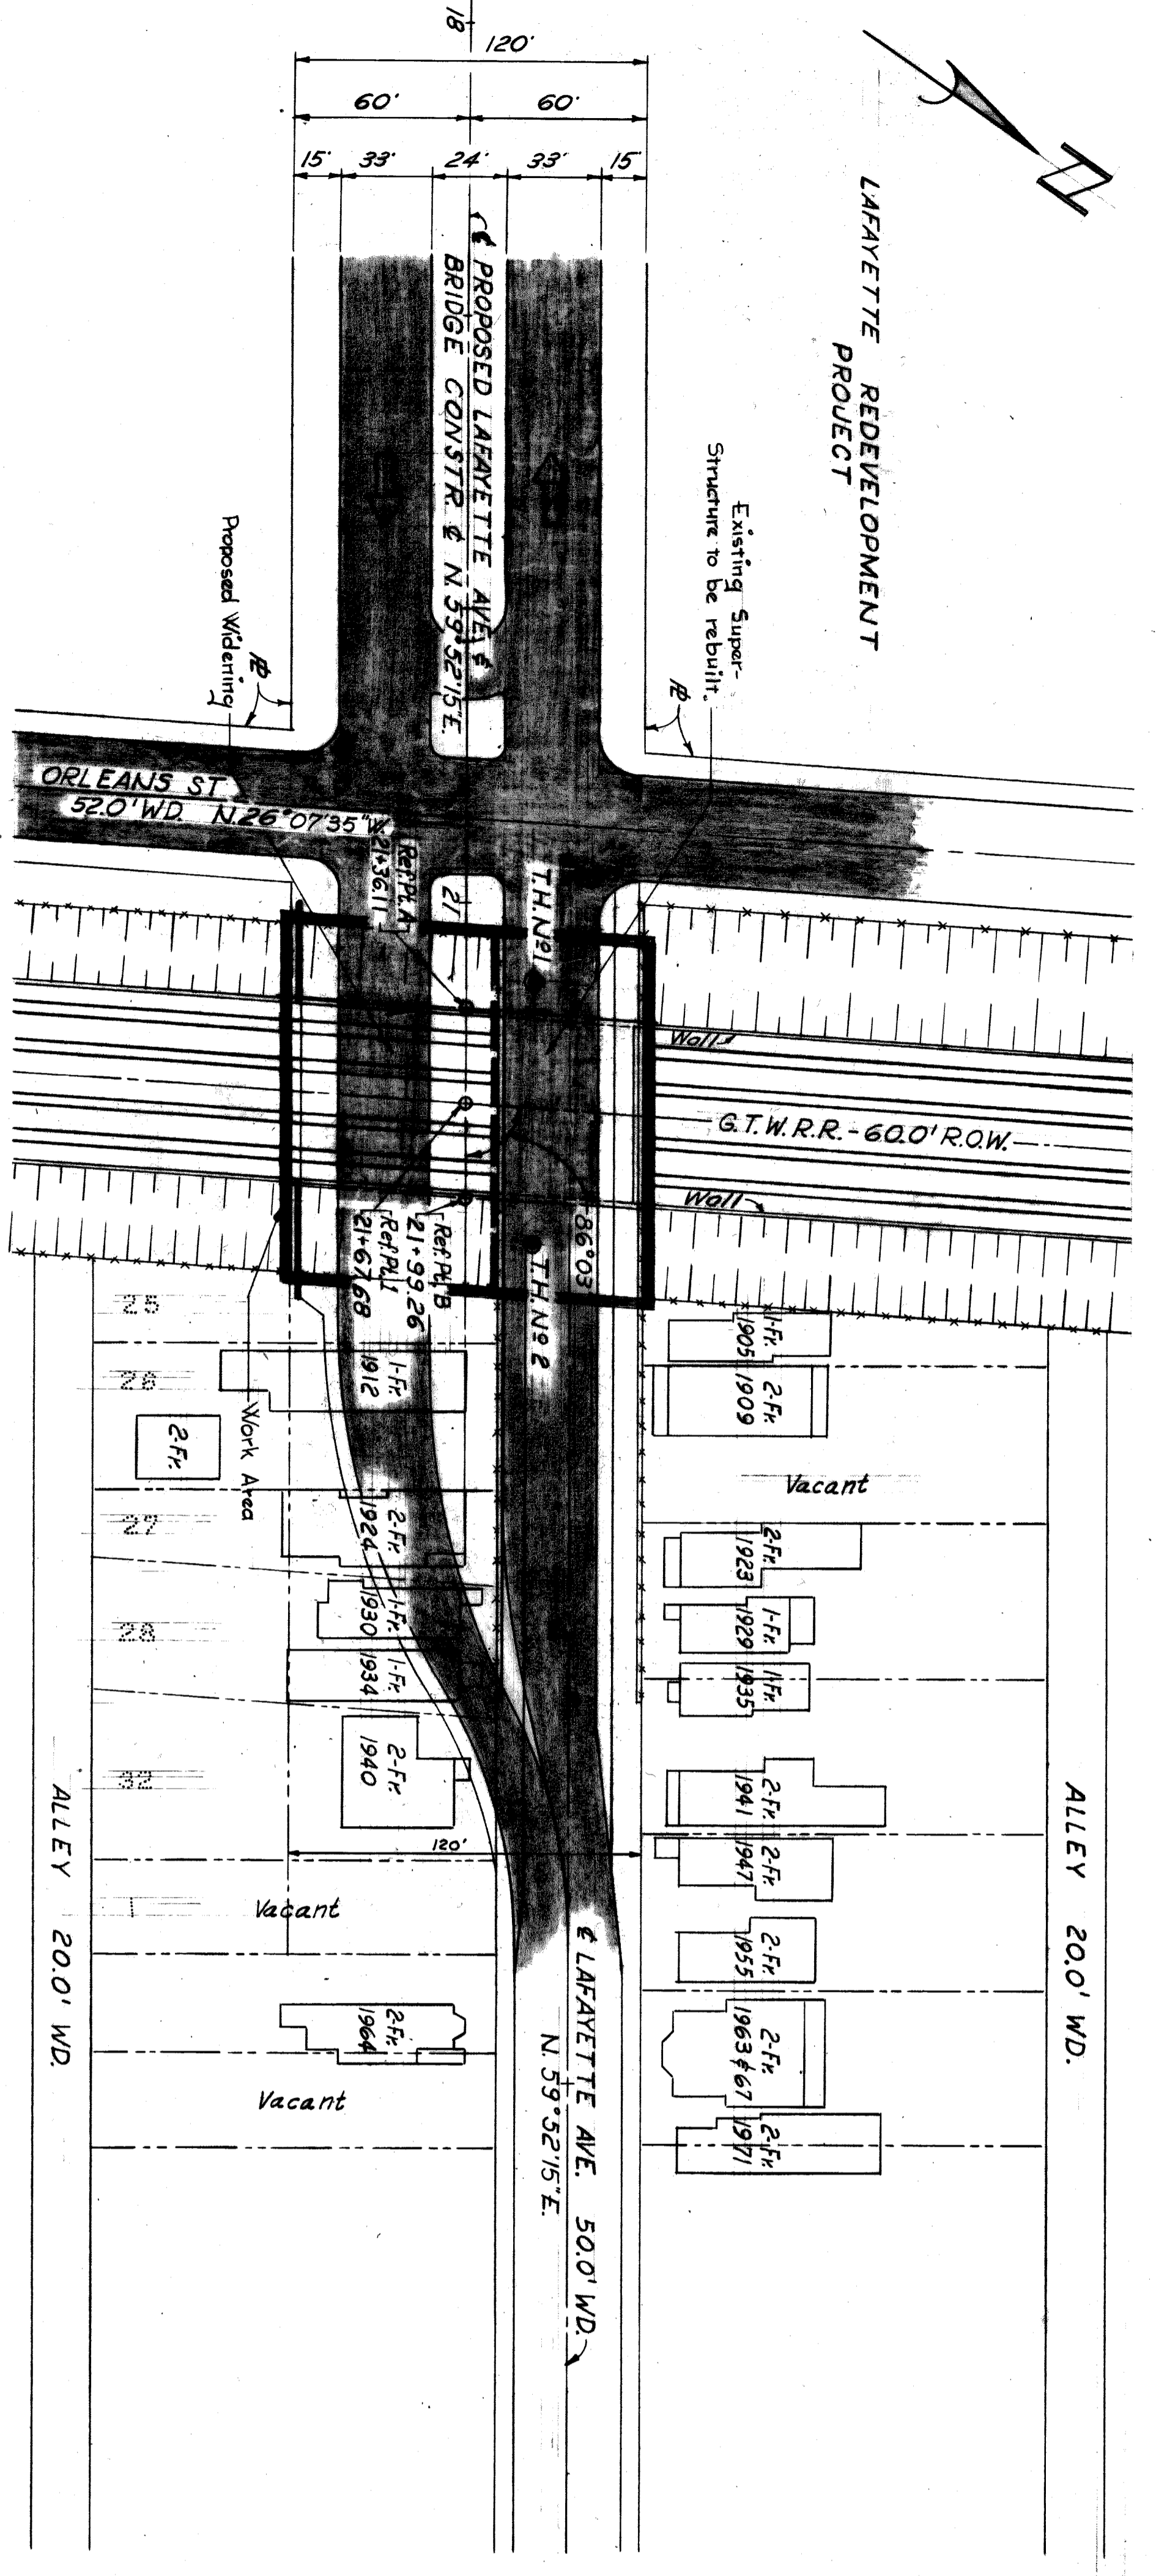 18
120'
60'
60'
15'
33'
24'
33'
15'
LAFAYETTE REDEVELOPMENT
PROJECT
℄ PROPOSED LAFAYETTE AVE. &
BRIDGE CONSTR. ℄ N. 59°52'15"E.
Existing Super-
Structure to be rebuilt.
Proposed Widening
PL
PL
ORLEANS ST.
52.0' WD. N.26°07'35"W.
Ref. Pt. A
21+36.11
21
T.H. Nº 1
Wall
G.T.W.R.R. - 60.0' R.O.W.
Wall
86°03'
Ref. Pt. B
21+99.26
Ref. Pt. 1
21+67.68
T.H. Nº 2
Work Area
25
26
27
28
32
1
1-Fr.
1912
2-Fr.
2-Fr.
1924
1-Fr.
1930
1-Fr.
1934
2-Fr.
1940
120'
Vacant
2-Fr.
1964
Vacant
1-Fr.
1905
2-Fr.
1909
Vacant
2-Fr.
1923
1-Fr.
1929
1-Fr.
1935
2-Fr.
1941
2-Fr.
1947
2-Fr.
1955
2-Fr.
1963 & 67
2-Fr.
1971
℄ LAFAYETTE AVE. 50.0' WD.
N. 59°52'15"E.
ALLEY 20.0' WD.
ALLEY 20.0' WD.
N